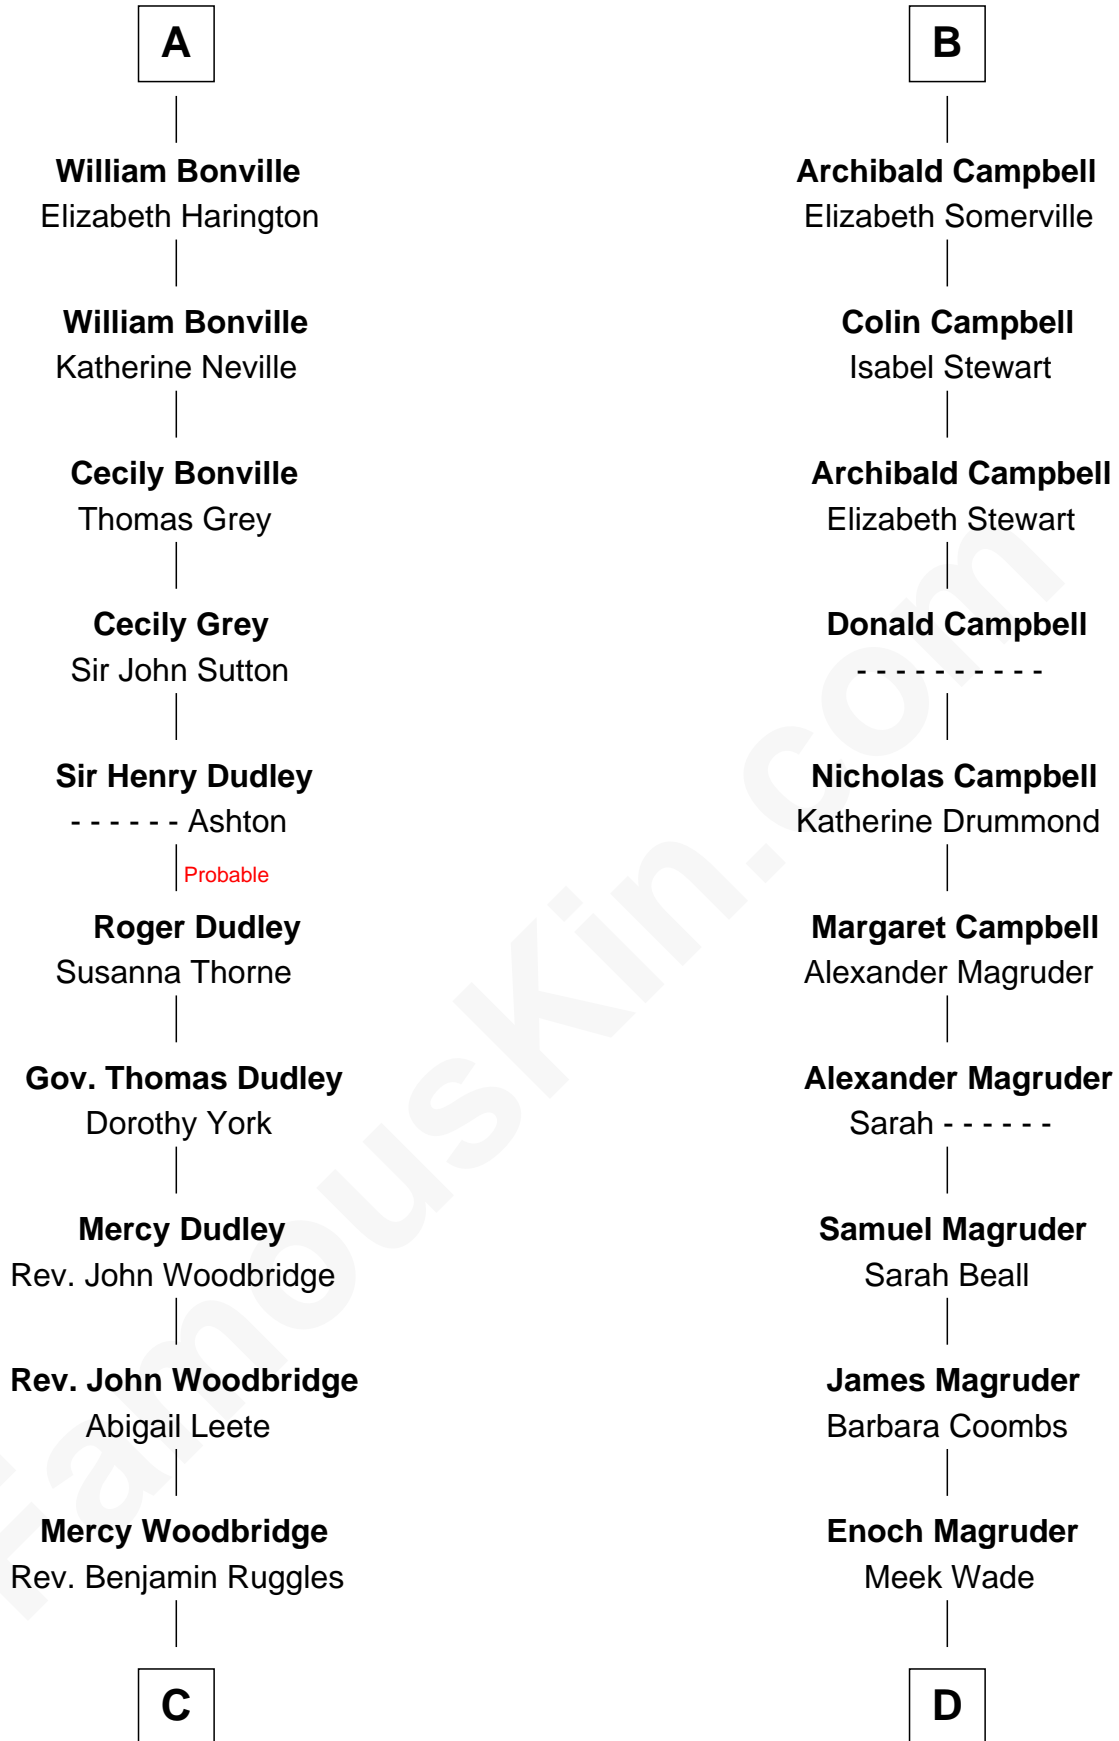 A
William Bonville
Elizabeth Harington
William Bonville
Katherine Neville
Cecily Bonville
Thomas Grey
Cecily Grey
Sir John Sutton
Sir Henry Dudley
- - - - - - Ashton
Probable
Roger Dudley
Susanna Thorne
Gov. Thomas Dudley
Dorothy York
Mercy Dudley
Rev. John Woodbridge
Rev. John Woodbridge
Abigail Leete
Mercy Woodbridge
Rev. Benjamin Ruggles
C
B
Archibald Campbell
Elizabeth Somerville
Colin Campbell
Isabel Stewart
Archibald Campbell
Elizabeth Stewart
Donald Campbell
- - - - - - - - - -
Nicholas Campbell
Katherine Drummond
Margaret Campbell
Alexander Magruder
Alexander Magruder
Sarah - - - - - -
Samuel Magruder
Sarah Beall
James Magruder
Barbara Coombs
Enoch Magruder
Meek Wade
D
FamousKin.com